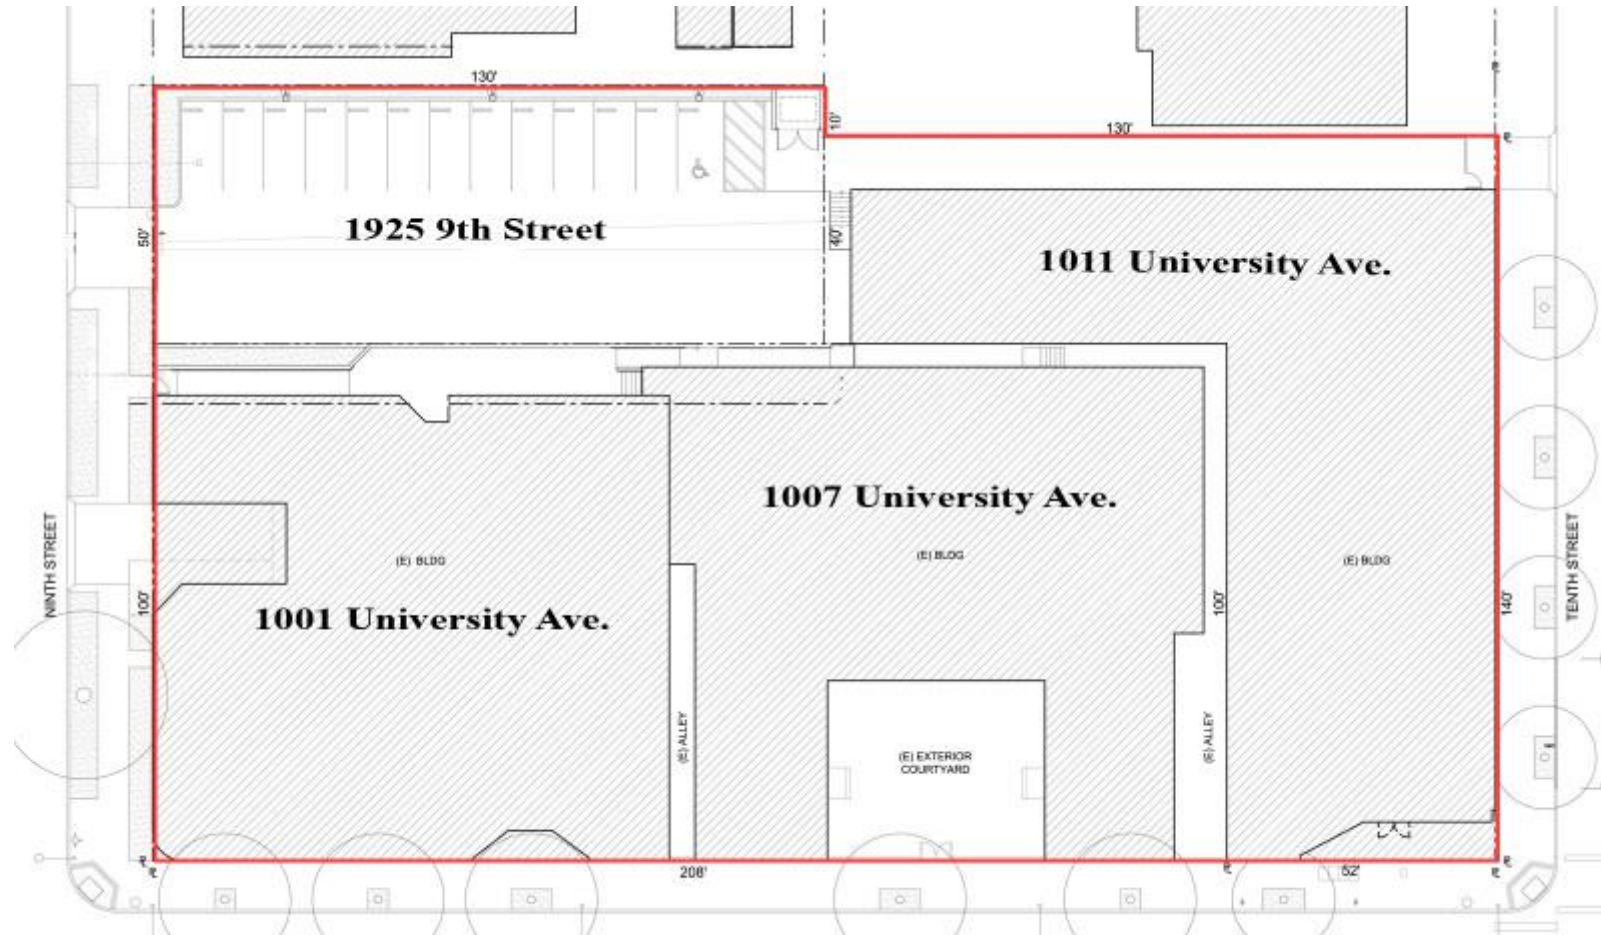 130'
10'
130'
1925 9th Street
50'
40'
1011 University Ave.
1007 University Ave.
NINTH STREET
(E) BLDG
(E) BLDG
(E) BLDG
TENTH STREET
100'
100'
140'
1001 University Ave.
(E) ALLEY
(E) EXTERIOR
COURTYARD
(E) ALLEY
208'
52'